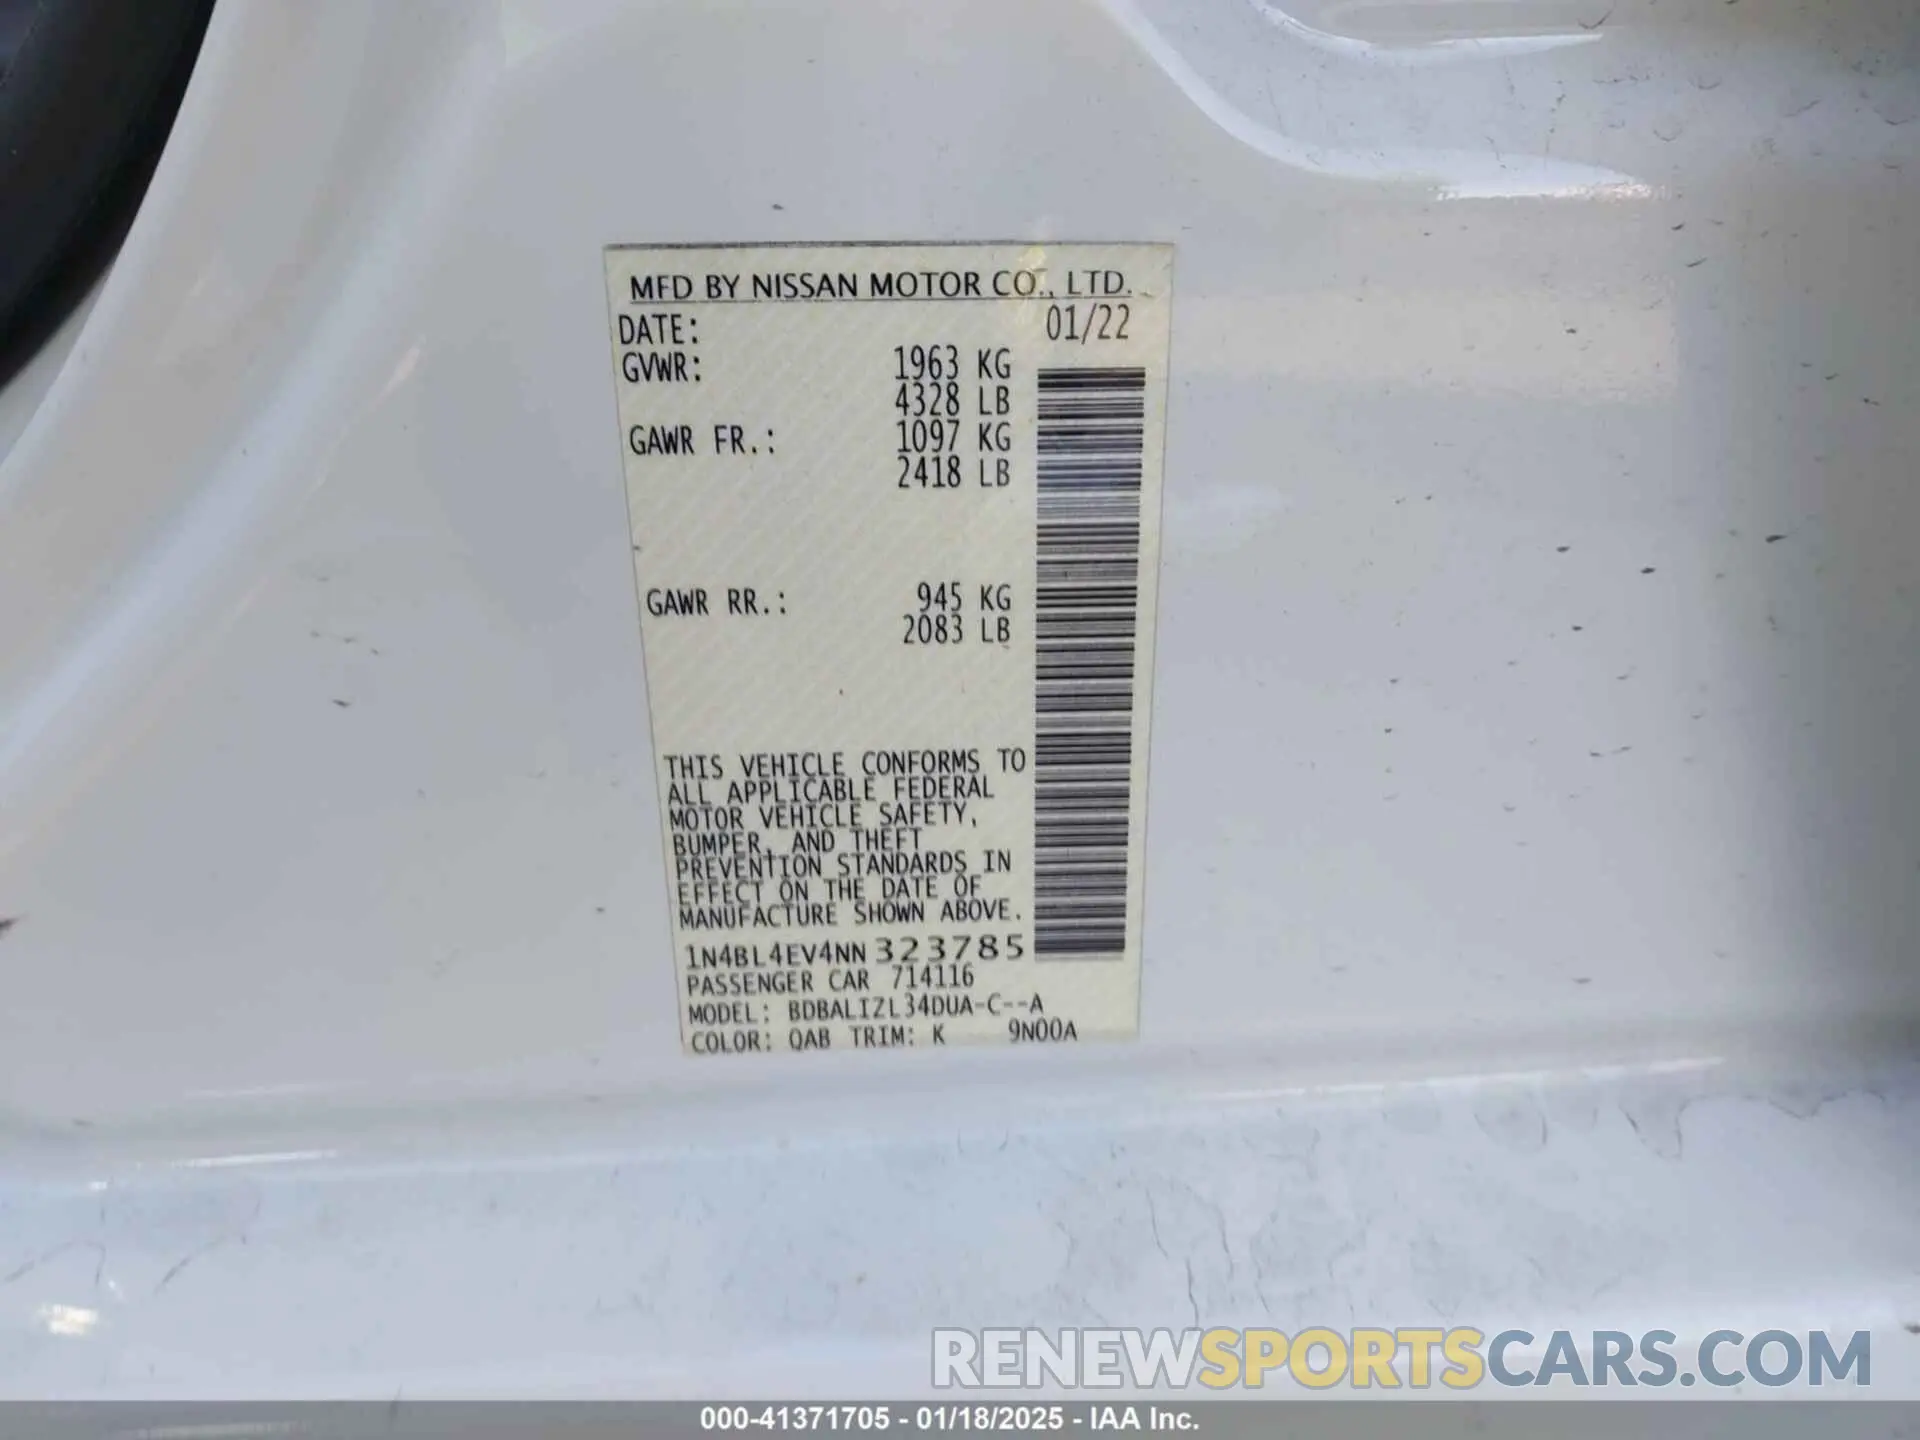 MFD BY NISSAN MOTOR CO., LTD.
DATE: 01/22
GVWR: 1963 KG
4328 LB
GAWR FR.: 1097 KG
2418 LB
GAWR RR.: 945 KG
2083 LB
THIS VEHICLE CONFORMS TO
ALL APPLICABLE FEDERAL
MOTOR VEHICLE SAFETY,
BUMPER, AND THEFT
PREVENTION STANDARDS IN
EFFECT ON THE DATE OF
MANUFACTURE SHOWN ABOVE.
1N4BL4EV4NN323785
PASSENGER CAR 714116
MODEL: BDBALIZL34DUA-C--A
COLOR: QAB TRIM: K 9N00A
RENEWSPORTSCARS.COM
000-41371705 - 01/18/2025 - IAA Inc.